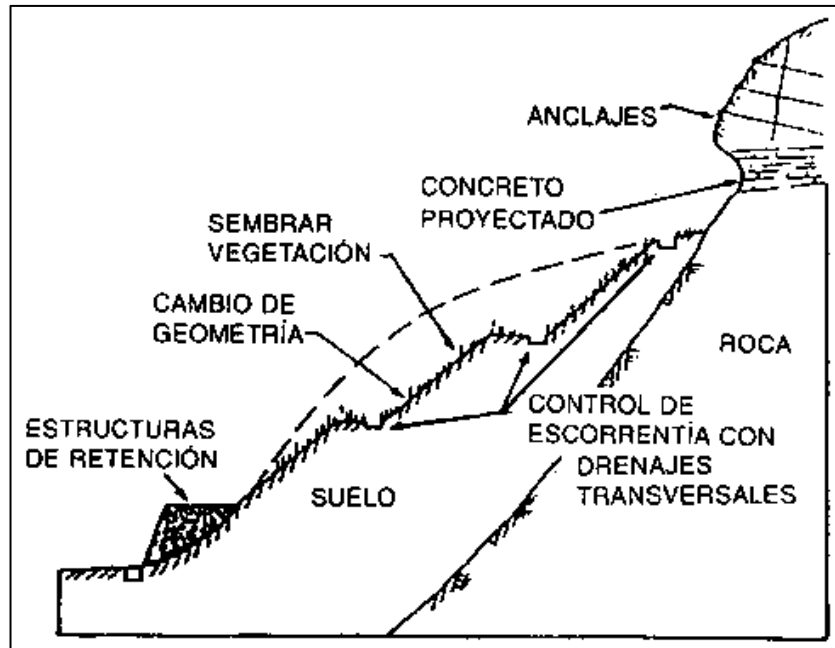 ANCLAJES
CONCRETO
PROYECTADO
SEMBRAR
VEGETACIÓN
CAMBIO DE
GEOMETRÍA
ROCA
ESTRUCTURAS
DE RETENCIÓN
CONTROL DE
ESCORRENTÍA CON
DRENAJES
TRANSVERSALES
SUELO